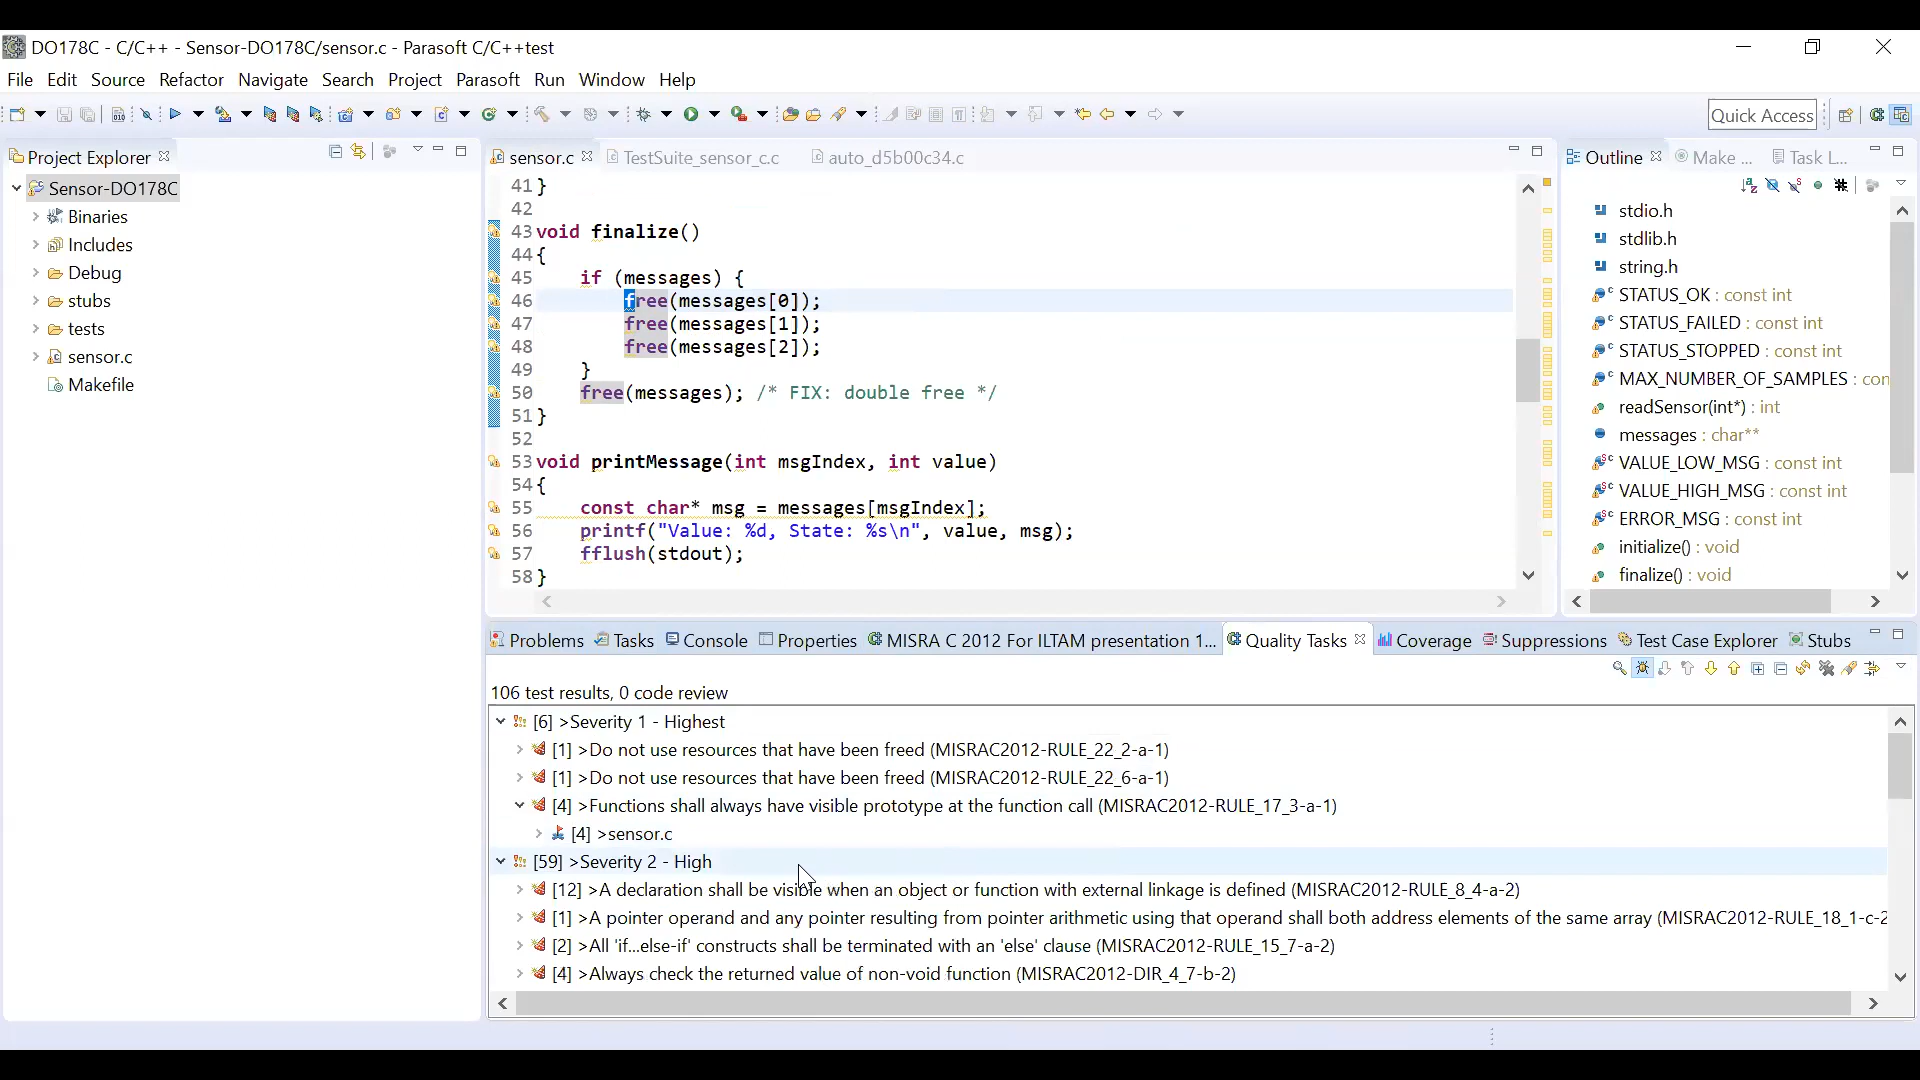 DO178C - C/C++ - Sensor-DO178C/sensor.c - Parasoft C/C++test
File Edit Source Refactor Navigate Search Project Parasoft Run Window Help
Quick Access
Project Explorer
Sensor-DO178C
Binaries
Includes
Debug
stubs
tests
sensor.c
Makefile
sensor.c TestSuite_sensor_c.c auto_d5b00c34.c
41 }
42
43 void finalize()
44 {
45 if (messages) {
46 free(messages[0]);
47 free(messages[1]);
48 free(messages[2]);
49 }
50 free(messages); /* FIX: double free */
51 }
52
53 void printMessage(int msgIndex, int value)
54 {
55 const char* msg = messages[msgIndex];
56 printf("Value: %d, State: %s\n", value, msg);
57 fflush(stdout);
58 }
Outline Make ... Task L...
stdio.h
stdlib.h
string.h
STATUS_OK : const int
STATUS_FAILED : const int
STATUS_STOPPED : const int
MAX_NUMBER_OF_SAMPLES : con
readSensor(int*) : int
messages : char**
VALUE_LOW_MSG : const int
VALUE_HIGH_MSG : const int
ERROR_MSG : const int
initialize() : void
finalize() : void
Problems Tasks Console Properties MISRA C 2012 For ILTAM presentation 1... Quality Tasks Coverage Suppressions Test Case Explorer Stubs
106 test results, 0 code review
[6] >Severity 1 - Highest
[1] >Do not use resources that have been freed (MISRAC2012-RULE_22_2-a-1)
[1] >Do not use resources that have been freed (MISRAC2012-RULE_22_6-a-1)
[4] >Functions shall always have visible prototype at the function call (MISRAC2012-RULE_17_3-a-1)
[4] >sensor.c
[59] >Severity 2 - High
[12] >A declaration shall be visible when an object or function with external linkage is defined (MISRAC2012-RULE_8_4-a-2)
[1] >A pointer operand and any pointer resulting from pointer arithmetic using that operand shall both address elements of the same array (MISRAC2012-RULE_18_1-c-2
[2] >All 'if...else-if' constructs shall be terminated with an 'else' clause (MISRAC2012-RULE_15_7-a-2)
[4] >Always check the returned value of non-void function (MISRAC2012-DIR_4_7-b-2)